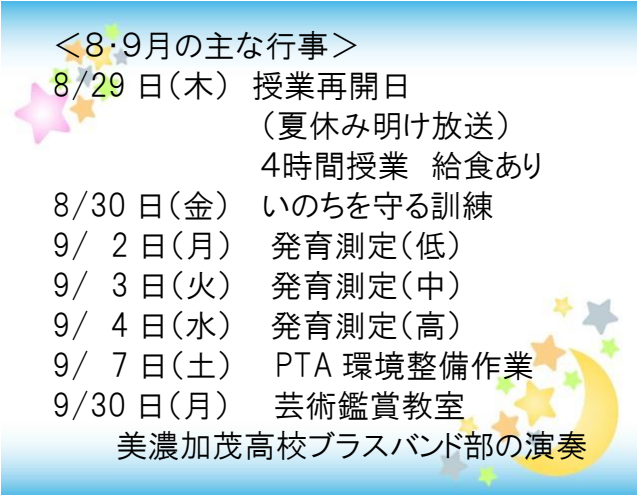 ＜８・９月の主な行事＞
8/29 日（木） 授業再開日
（夏休み明け放送）
４時間授業 給食あり
8/30 日（金） いのちを守る訓練
9/ 2 日（月） 発育測定（低）
9/ 3 日（火） 発育測定（中）
9/ 4 日（水） 発育測定（高）
9/ 7 日（土） PTA 環境整備作業
9/30 日（月） 芸術鑑賞教室
美濃加茂高校ブラスバンド部の演奏